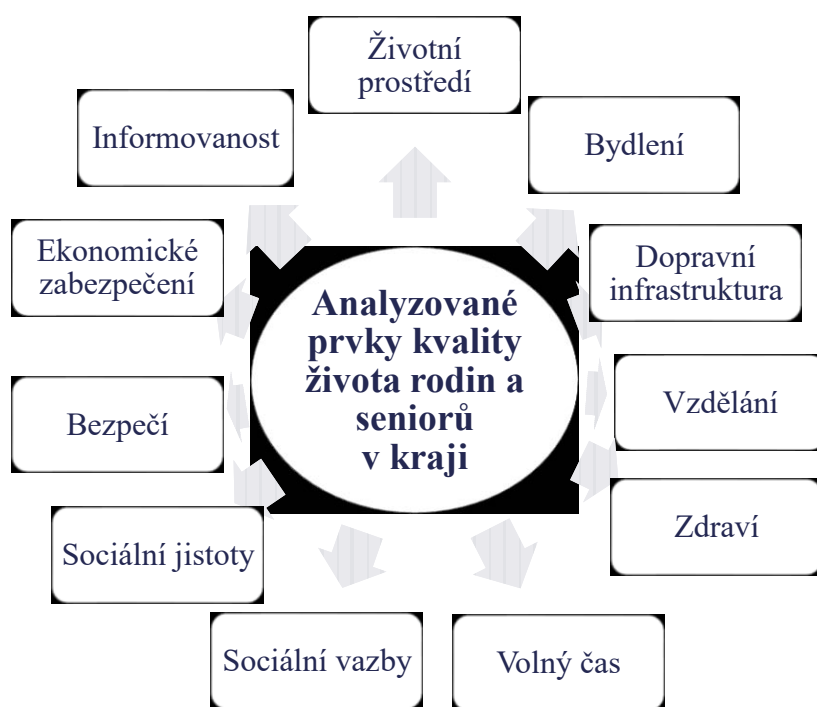 Životní
prostředí
Informovanost
Bydlení
Ekonomické
zabezpečení
Dopravní
infrastruktura
Analyzované
prvky kvality
života rodin a
seniorů
v kraji
Bezpečí
Vzdělání
Sociální jistoty
Zdraví
Sociální vazby
Volný čas